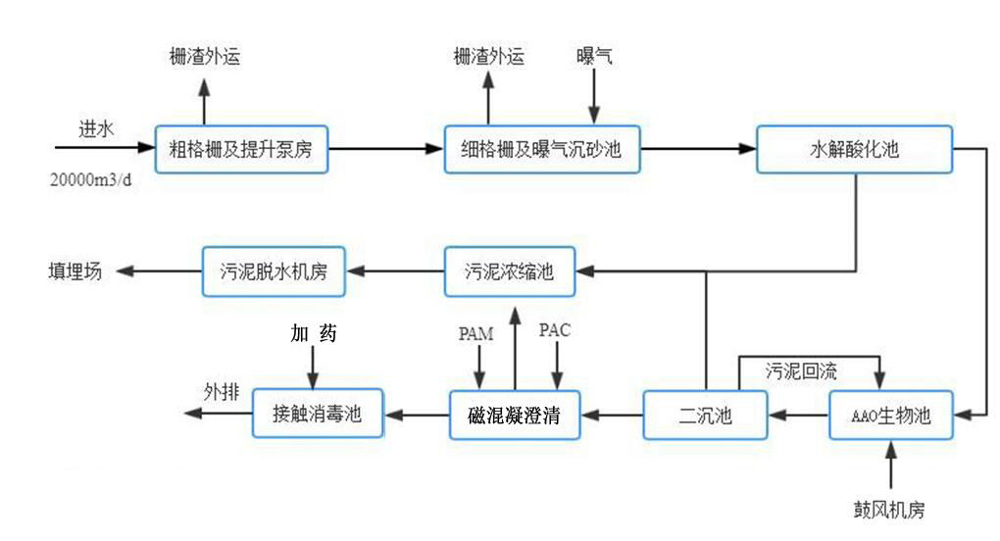 栅渣外运
栅渣外运
曝气
进水
粗格栅及提升泵房
细格栅及曝气沉砂池
水解酸化池
20000m3/d
填埋场
污泥脱水机房
污泥浓缩池
加 药
PAM
PAC
污泥回流
外排
接触消毒池
磁混凝澄清
二沉池
AAO生物池
鼓风机房